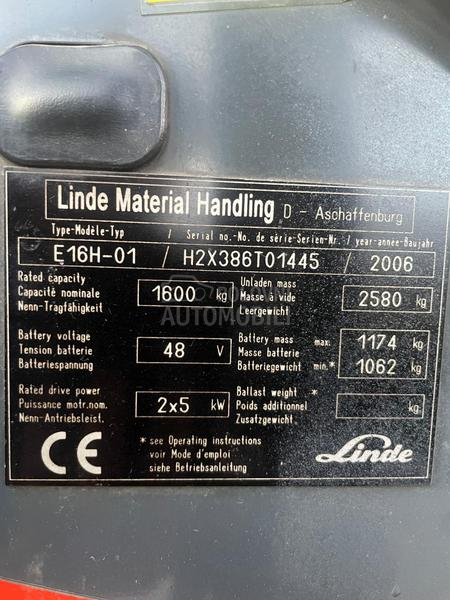 Linde Material Handling D - Aschaffenburg
Type-Modèle-Typ / Serial no.-No. de série-Serien-Nr. / year-annee-Baujahr
E16H-01 / H2X386T01445 / 2006
Rated capacity
Capacité nominale
Nenn-Tragfähigkeit
1600 kg
Unladen mass
Masse à vide
Leergewicht
2580 kg
Battery voltage
Tension batterie
Batteriespannung
48 V
Battery mass max.
Masse batterie
Batteriegewicht min.*
1174 kg
1062 kg
Rated drive power
Puissance motr.nom.
Nenn-Antriebsleist.
2x5 kW
Ballast weight *
Poids additionnel
Zusatzgewicht
kg
* see Operating instructions
voir Mode d'emploi
siehe Betriebsanleitung
CE
Linde
AUTOMOBILI